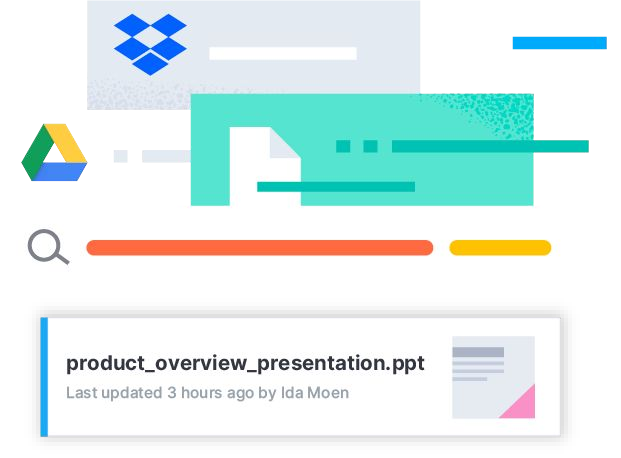 product_overview_presentation.ppt
Last updated 3 hours ago by Ida Moen